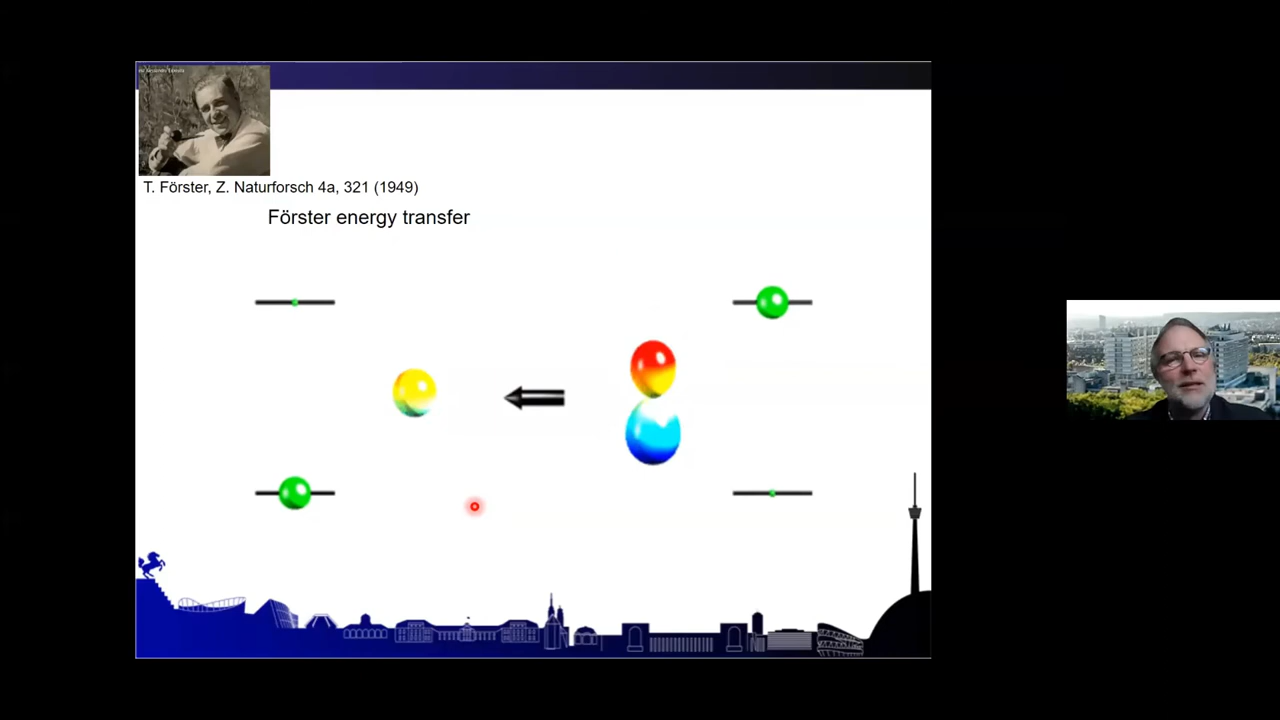 T. Förster, Z. Naturforsch 4a, 321 (1949)
Förster energy transfer